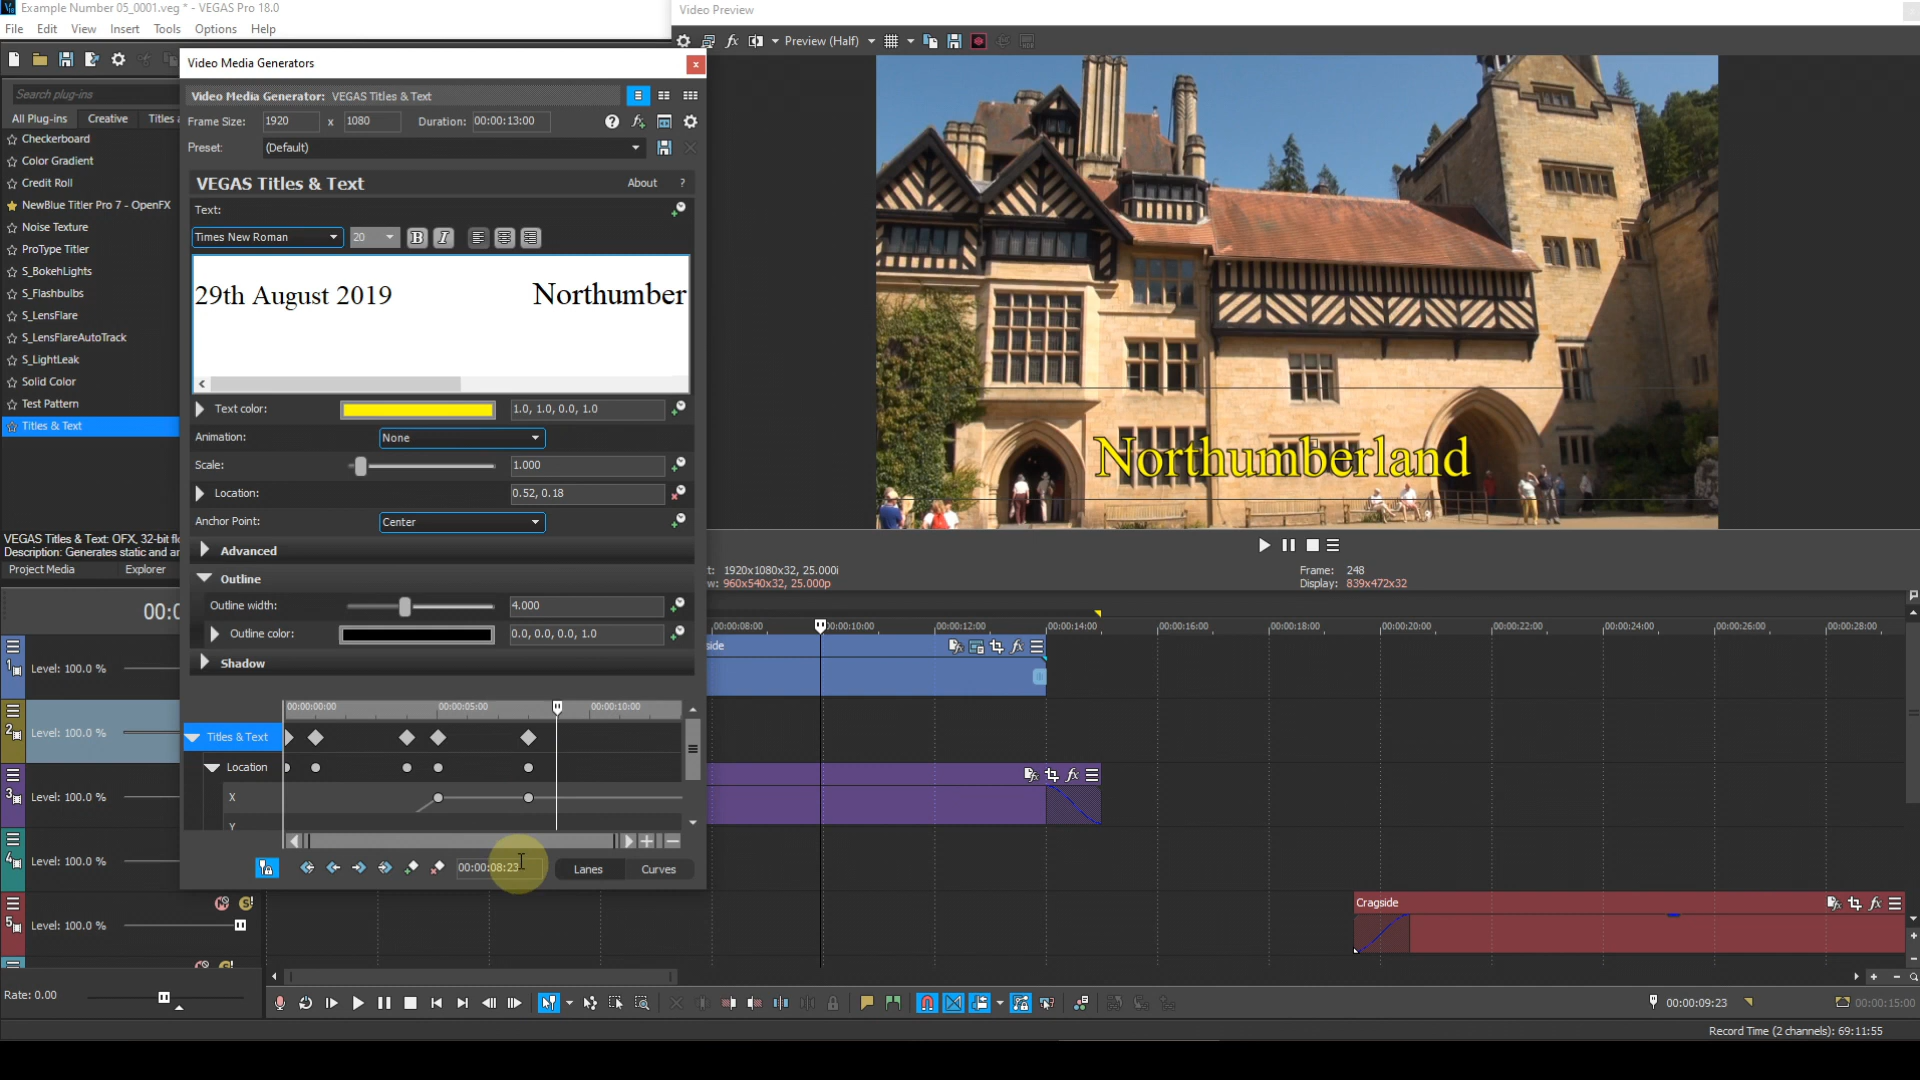 Example Number 05_0001.veg * - VEGAS Pro 18.0
File Edit View Insert Tools Options Help
Video Preview
Preview (Half)
Search plug-ins
All Plug-ins Creative Titles
Checkerboard
Color Gradient
Credit Roll
NewBlue Titler Pro 7 - OpenFX
Noise Texture
ProType Titler
S_BokehLights
S_Flashbulbs
S_LensFlare
S_LensFlareAutoTrack
S_LightLeak
Solid Color
Test Pattern
Titles & Text
VEGAS Titles & Text: OFX, 32-bit
Description: Generates static and
Project Media Explorer
Video Media Generators
Video Media Generator: VEGAS Titles & Text
Frame Size: 1920 x 1080 Duration: 00:00:13:00
Preset: (Default)
VEGAS Titles & Text About ?
Text:
Times New Roman 20 B I
29th August 2019 Northumber
Text color: 1.0, 1.0, 0.0, 1.0
Animation: None
Scale: 1.000
Location: 0.52, 0.18
Anchor Point: Center
Advanced
Outline
Outline width: 4.000
Outline color: 0.0, 0.0, 0.0, 1.0
Shadow
00:00:00:00 00:00:05:00 00:00:10:00
Titles & Text
Location
X
Y
00:00:08:23 Lanes Curves
Northumberland
t: 1920x1080x32, 25.000i
w: 960x540x32, 25.000p
Frame: 248
Display: 839x472x32
00:
00:00:08:00 00:00:10:00 00:00:12:00 00:00:14:00 00:00:16:00 00:00:18:00 00:00:20:00 00:00:22:00 00:00:24:00 00:00:26:00 00:00:28:00
1 Level: 100.0 %
side
2 Level: 100.0 %
3 Level: 100.0 %
4 Level: 100.0 %
5 Level: 100.0 %
Cragside
Rate: 0.00
00:00:09:23 00:00:15:00
Record Time (2 channels): 69:11:55